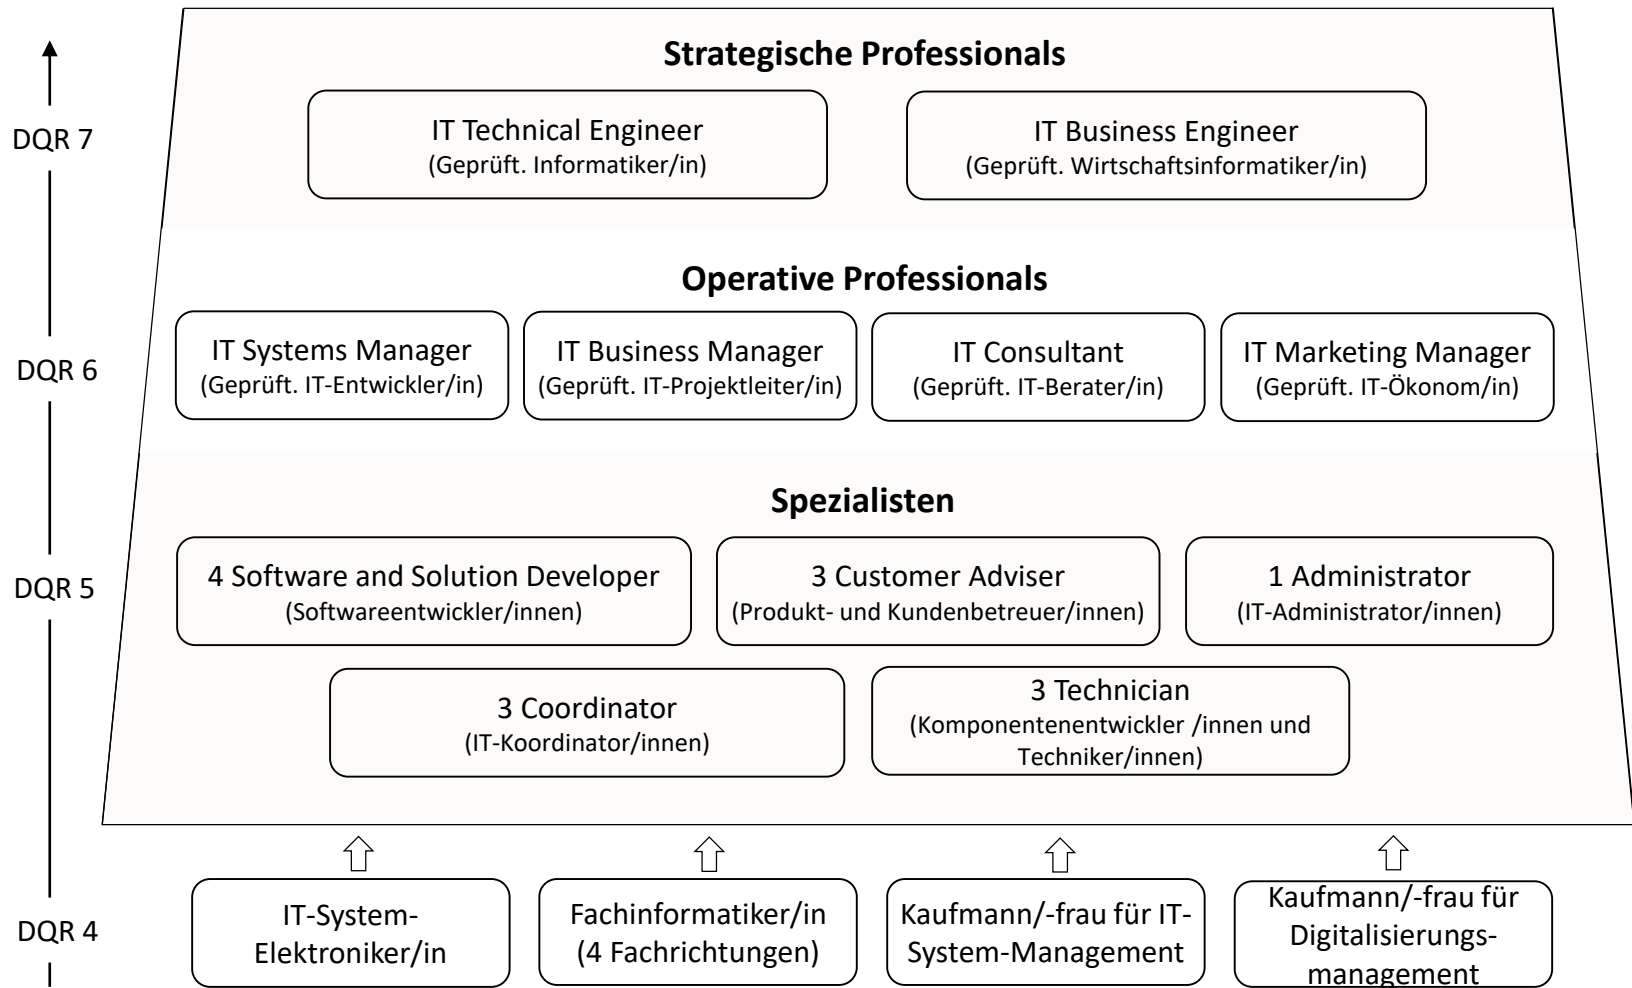 Strategische Professionals
DQR 7
IT Technical Engineer
(Geprüft. Informatiker/in)
IT Business Engineer
(Geprüft. Wirtschaftsinformatiker/in)
Operative Professionals
DQR 6
IT Systems Manager
(Geprüft. IT-Entwickler/in)
IT Business Manager
(Geprüft. IT-Projektleiter/in)
IT Consultant
(Geprüft. IT-Berater/in)
IT Marketing Manager
(Geprüft. IT-Ökonom/in)
Spezialisten
DQR 5
4 Software and Solution Developer
(Softwareentwickler/innen)
3 Customer Adviser
(Produkt- und Kundenbetreuer/innen)
1 Administrator
(IT-Administrator/innen)
3 Coordinator
(IT-Koordinator/innen)
3 Technician
(Komponentenentwickler /innen und
Techniker/innen)
DQR 4
IT-System-
Elektroniker/in
Fachinformatiker/in
(4 Fachrichtungen)
Kaufmann/-frau für IT-
System-Management
Kaufmann/-frau für
Digitalisierungs-
management